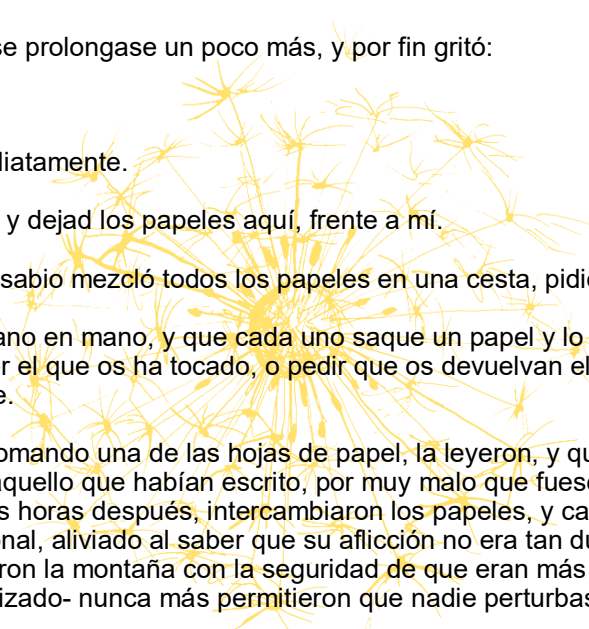 se prolongase un poco más, y por fin gritó:
diatamente.
y dejad los papeles aquí, frente a mí.
sabio mezcló todos los papeles en una cesta, pidi
ano en mano, y que cada uno saque un papel y lo
r el que os ha tocado, o pedir que os devuelvan el
e.
omando una de las hojas de papel, la leyeron, y qu
aquello que habían escrito, por muy malo que fues
s horas después, intercambiaron los papeles, y ca
onal, aliviado al saber que su aflicción no era tan du
ron la montaña con la seguridad de que eran más
izado- nunca más permitieron que nadie perturbas